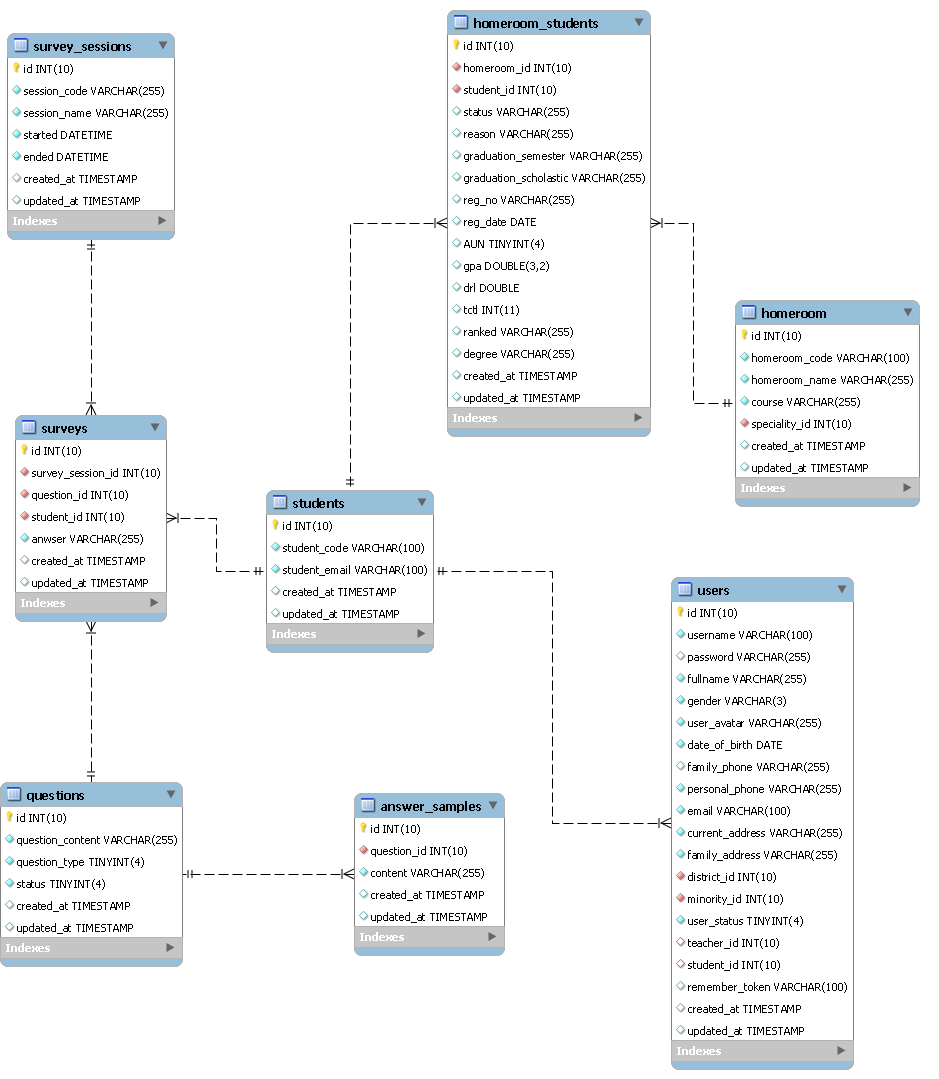 survey_sessions
id INT(10)
session_code VARCHAR(255)
session_name VARCHAR(255)
started DATETIME
ended DATETIME
created_at TIMESTAMP
updated_at TIMESTAMP
Indexes
homeroom_students
id INT(10)
homeroom_id INT(10)
student_id INT(10)
status VARCHAR(255)
reason VARCHAR(255)
graduation_semester VARCHAR(255)
graduation_scholastic VARCHAR(255)
reg_no VARCHAR(255)
reg_date DATE
AUN TINYINT(4)
gpa DOUBLE(3,2)
drl DOUBLE
tctl INT(11)
ranked VARCHAR(255)
degree VARCHAR(255)
created_at TIMESTAMP
updated_at TIMESTAMP
Indexes
homeroom
id INT(10)
homeroom_code VARCHAR(100)
homeroom_name VARCHAR(255)
course VARCHAR(255)
speciality_id INT(10)
created_at TIMESTAMP
updated_at TIMESTAMP
Indexes
surveys
id INT(10)
survey_session_id INT(10)
question_id INT(10)
student_id INT(10)
anwser VARCHAR(255)
created_at TIMESTAMP
updated_at TIMESTAMP
Indexes
students
id INT(10)
student_code VARCHAR(100)
student_email VARCHAR(100)
created_at TIMESTAMP
updated_at TIMESTAMP
Indexes
users
id INT(10)
username VARCHAR(100)
password VARCHAR(255)
fullname VARCHAR(255)
gender VARCHAR(3)
user_avatar VARCHAR(255)
date_of_birth DATE
family_phone VARCHAR(255)
personal_phone VARCHAR(255)
email VARCHAR(100)
current_address VARCHAR(255)
family_address VARCHAR(255)
district_id INT(10)
minority_id INT(10)
user_status TINYINT(4)
teacher_id INT(10)
student_id INT(10)
remember_token VARCHAR(100)
created_at TIMESTAMP
updated_at TIMESTAMP
Indexes
questions
id INT(10)
question_content VARCHAR(255)
question_type TINYINT(4)
status TINYINT(4)
created_at TIMESTAMP
updated_at TIMESTAMP
Indexes
answer_samples
id INT(10)
question_id INT(10)
content VARCHAR(255)
created_at TIMESTAMP
updated_at TIMESTAMP
Indexes